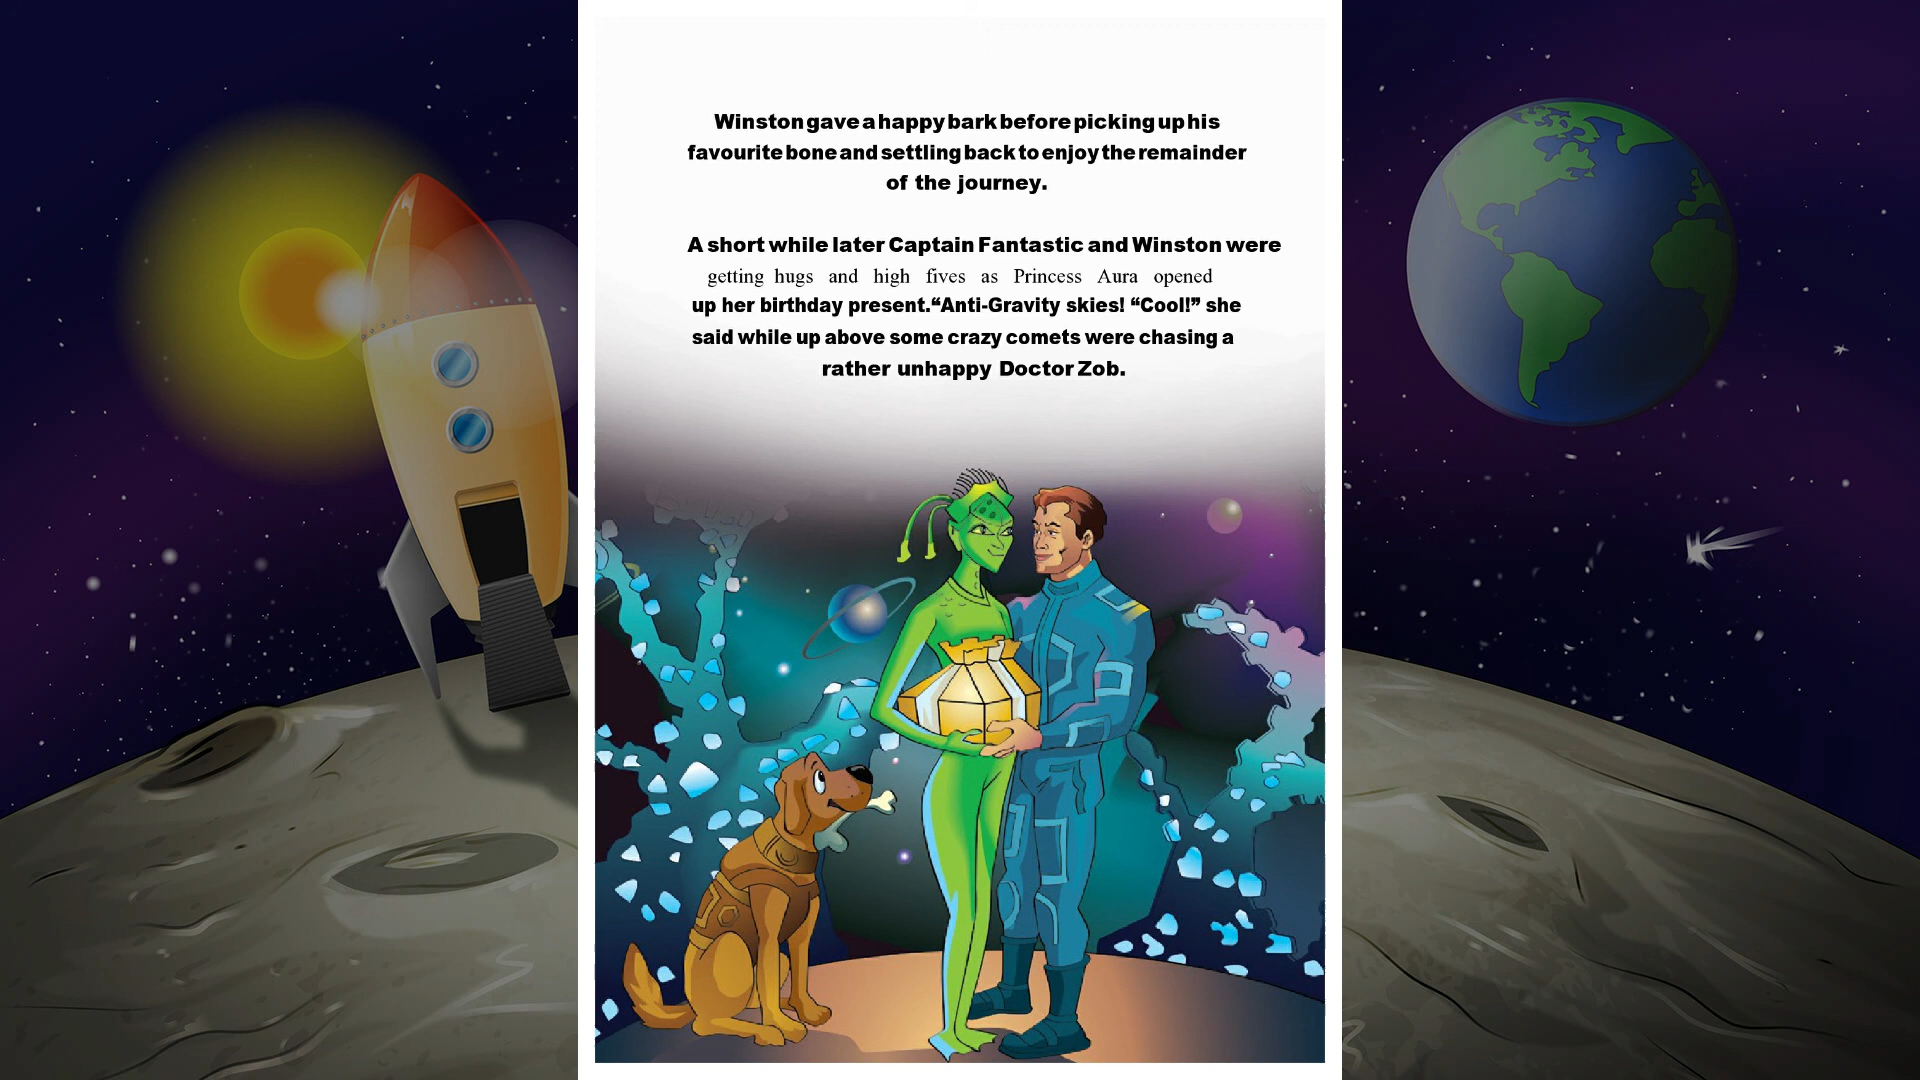 Winston gave a happy bark before picking up his
favourite bone and settling back to enjoy the remainder
of the journey.
A short while later Captain Fantastic and Winston were
getting hugs and high fives as Princess Aura opened
up her birthday present.“Anti-Gravity skies! “Cool!” she
said while up above some crazy comets were chasing a
rather unhappy Doctor Zob.